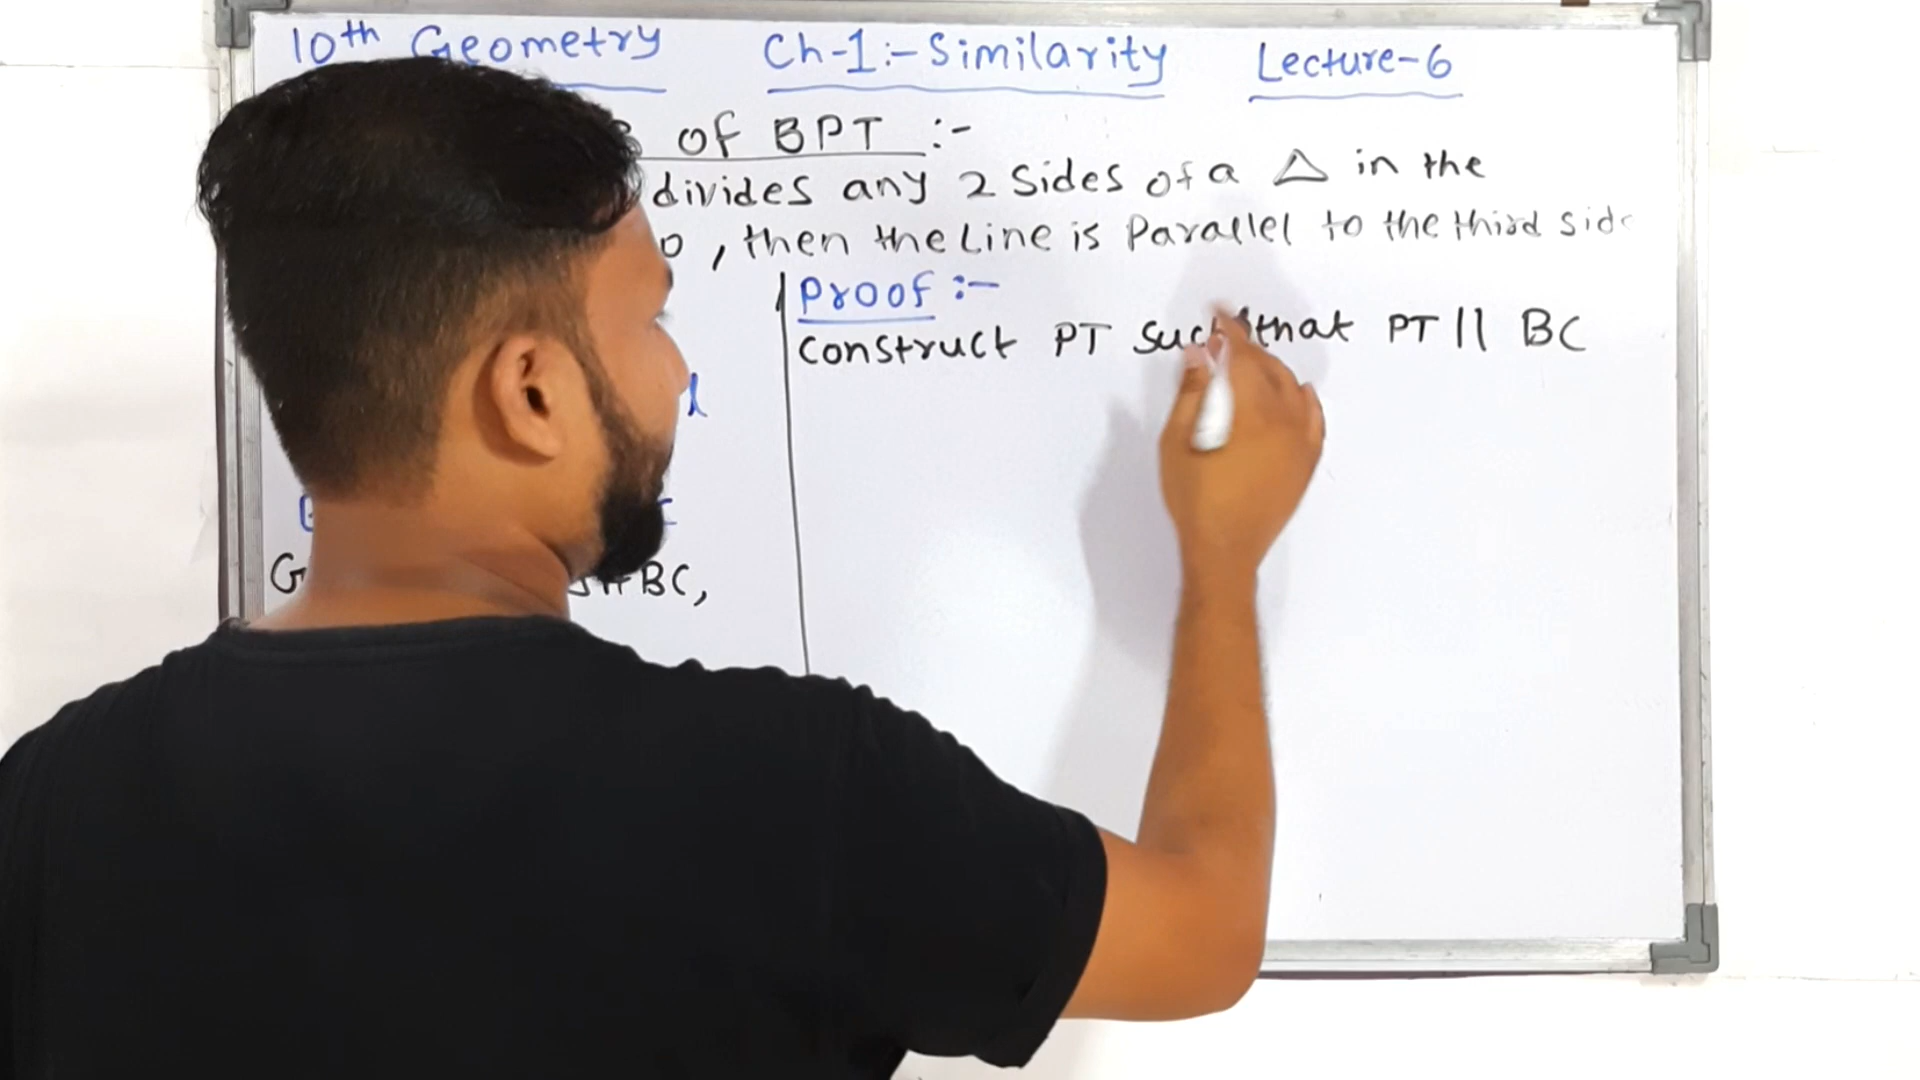 10th Geometry Ch-1:- Similarity Lecture-6
of BPT :-
divides any 2 sides of a △ in the
, then the Line is Parallel to the third side
Proof :-
construct PT such that PT || BC
l
BC,